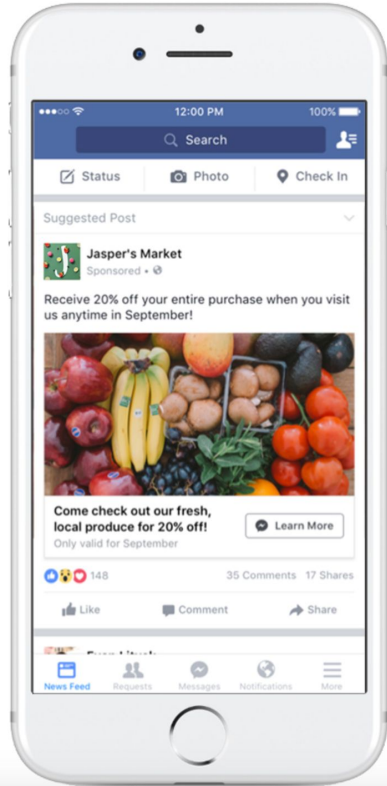 12:00 PM
100%
Search
Status
Photo
Check In
Suggested Post
Jasper's Market
Sponsored •
Receive 20% off your entire purchase when you visit
us anytime in September!
Come check out our fresh,
local produce for 20% off!
Only valid for September
Learn More
148
35 Comments
17 Shares
Like
Comment
Share
News Feed
Requests
Messages
Notifications
More